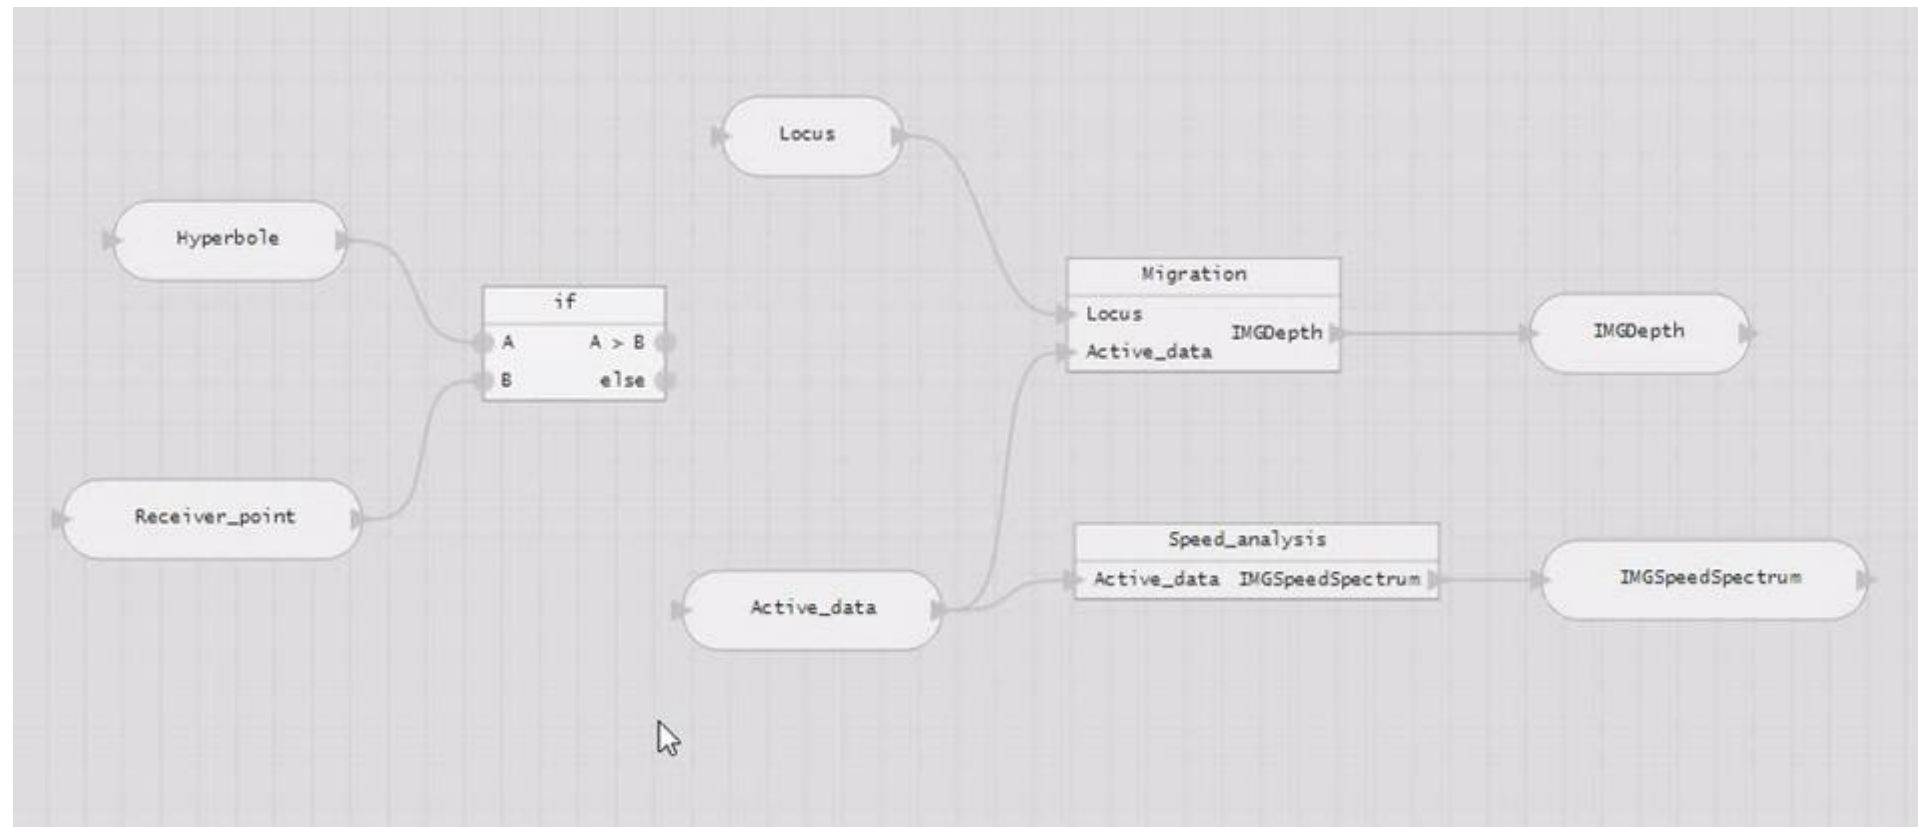 Locus
Hyperbole
Migration
if
Locus
IMGDepth
IMGDepth
A A > B
Active_data
B else
Receiver_point
Speed_analysis
Active_data IMGSpeedSpectrum
IMGSpeedSpectrum
Active_data